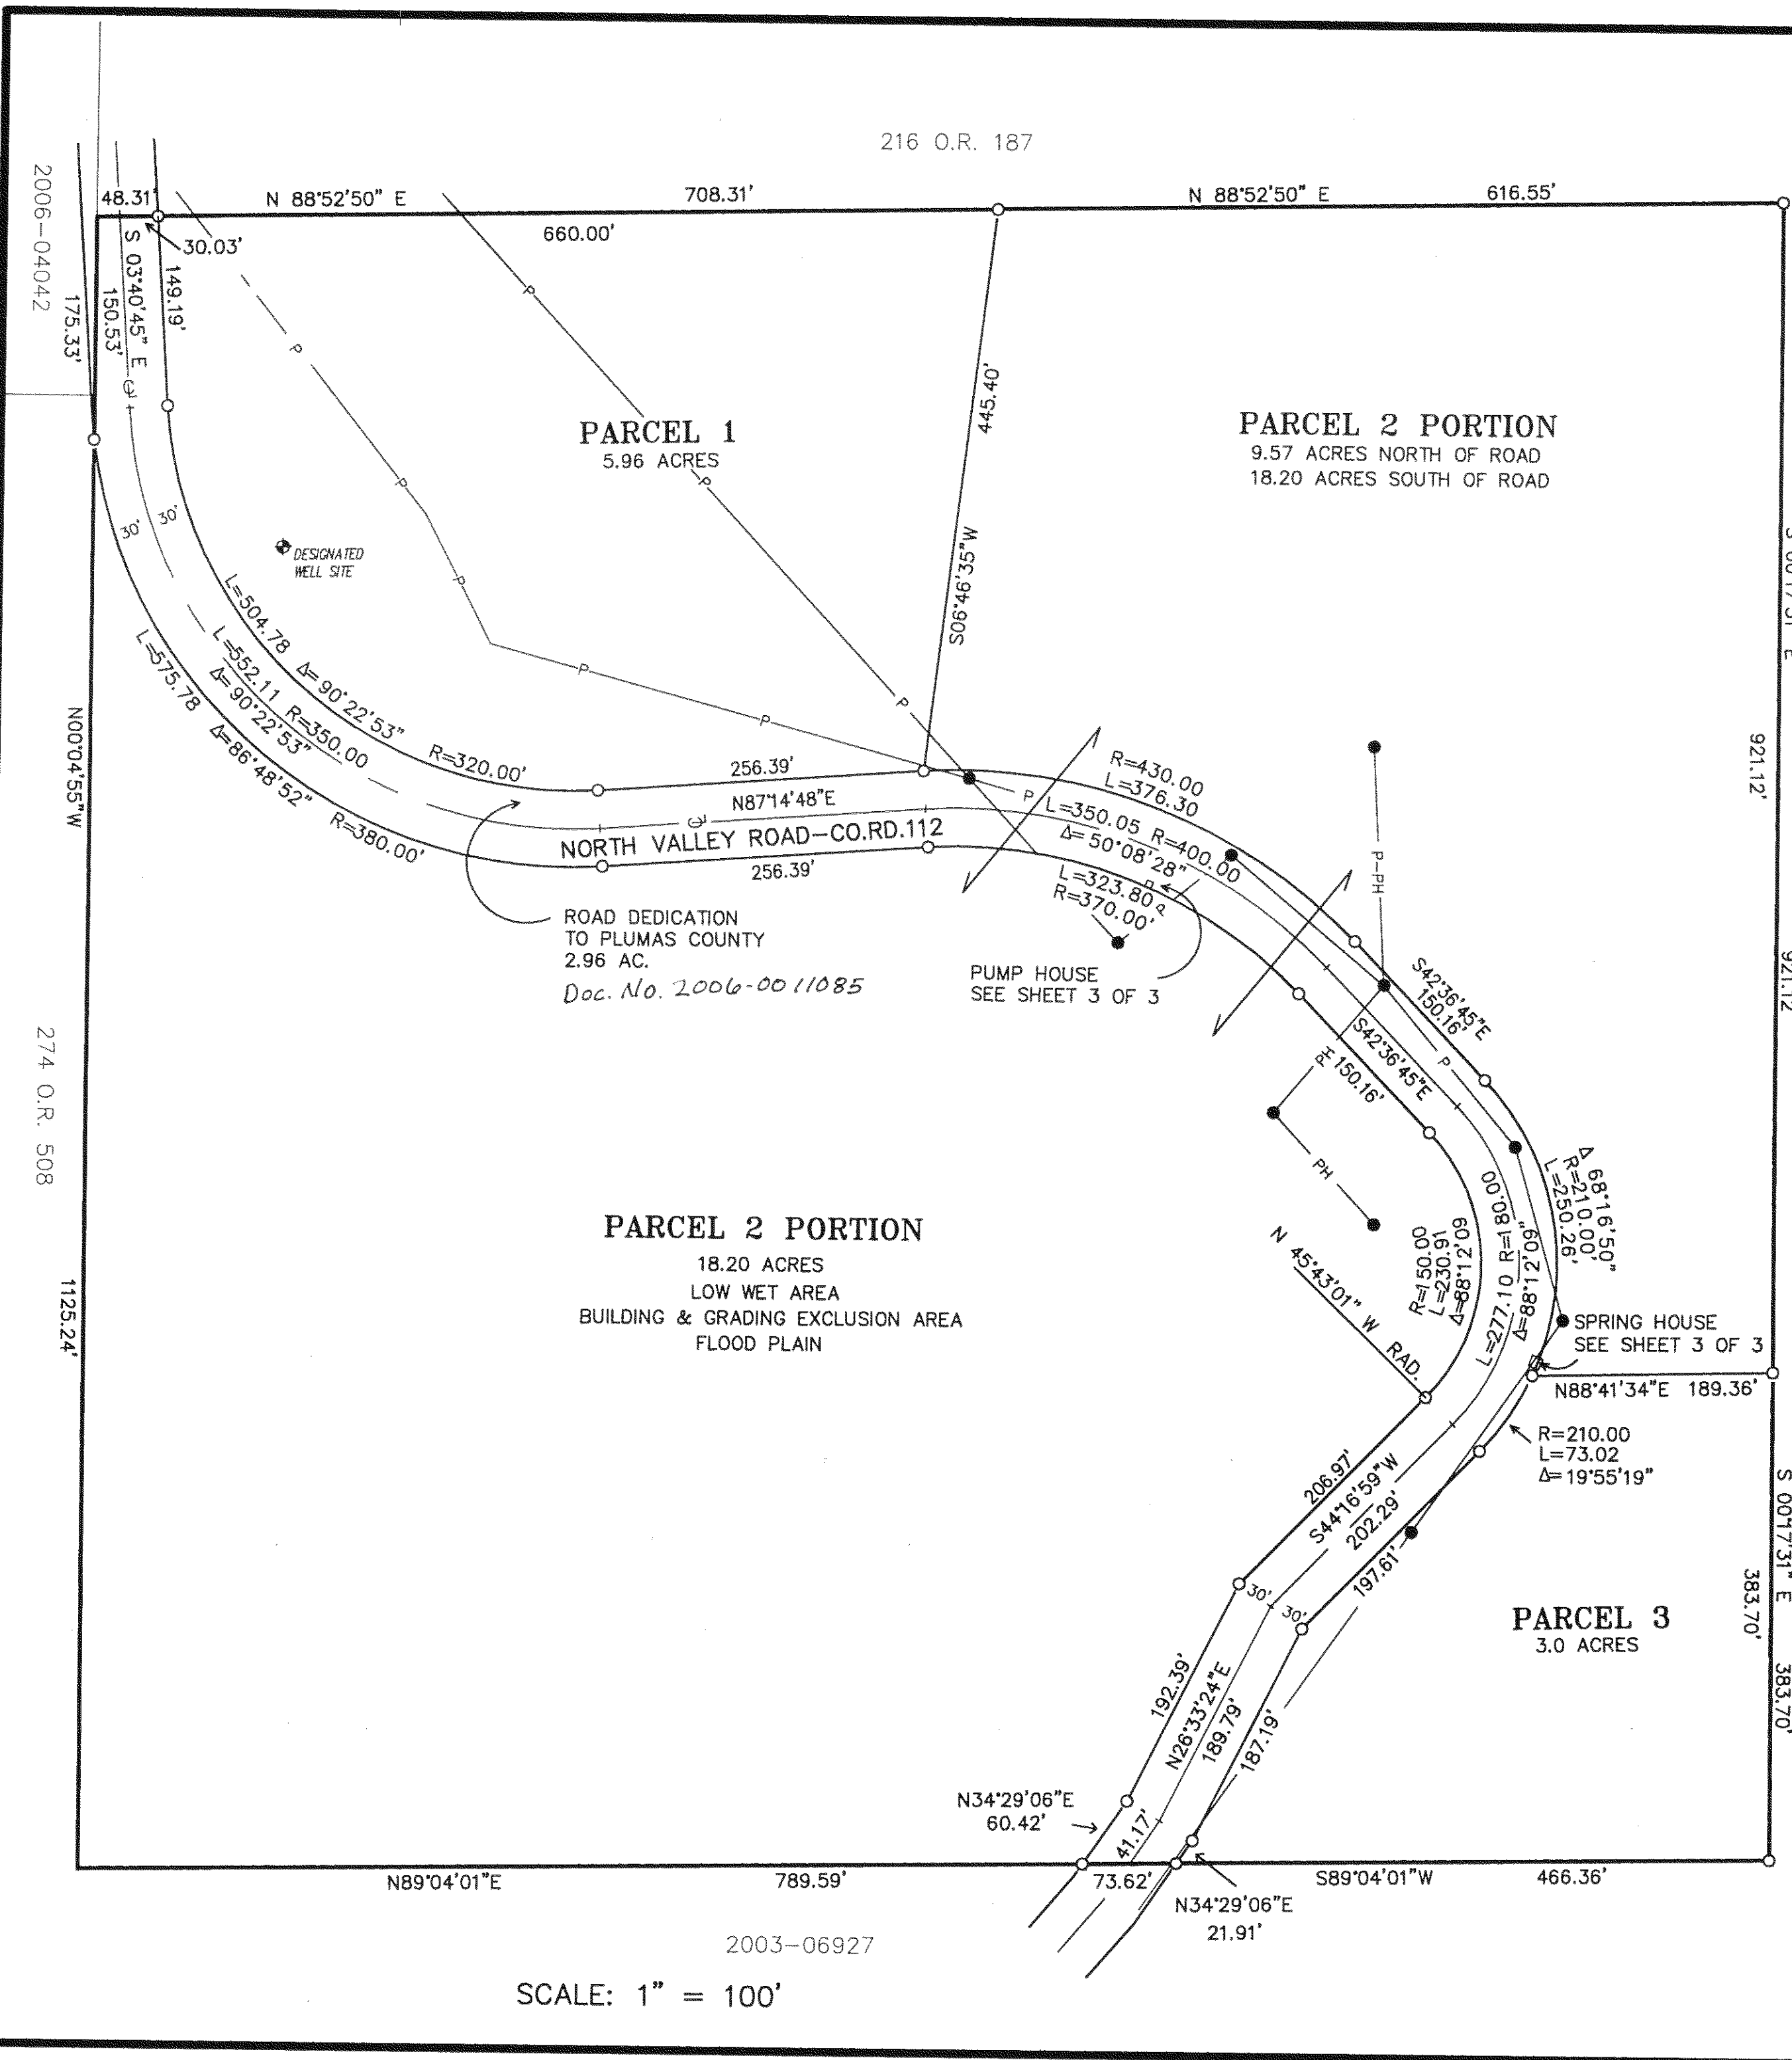 216 O.R. 187
48.31'
N 88°52'50" E
708.31'
N 88°52'50" E
616.55'
30.03'
660.00'
2006-04042
175.33'
150.53'
S 03°40'45" E
149.19'
445.40'
S06°46'35"W
P
P
P
P
P
P
P
P
P
PARCEL 1
5.96 ACRES
PARCEL 2 PORTION
9.57 ACRES NORTH OF ROAD
18.20 ACRES SOUTH OF ROAD
30'
30'
DESIGNATED
WELL SITE
L=504.78 Δ=90°22'53"
R=320.00'
L=552.11 R=350.00
Δ=90°22'53"
L=575.78 Δ=86°48'52"
R=380.00'
N00°04'55"W
1125.24'
274 O.R. 508
256.39'
N87°14'48"E
NORTH VALLEY ROAD-CO.RD.112
256.39'
R=430.00
L=376.30
L=350.05 R=400.00
Δ=50°08'28"
L=323.80
R=370.00'
P-PH
921.12'
921.12
ROAD DEDICATION
TO PLUMAS COUNTY
2.96 AC.
Doc. No. 2006-0011085
PUMP HOUSE
SEE SHEET 3 OF 3
S42°36'45"E
150.16'
P
S42°36'45"E
150.16'
PH
PH
Δ 68°16'50"
R=210.00'
L=250.26'
L=277.10 R=180.00
Δ=88°12'09"
R=150.00
L=230.91
Δ=88°12'09
N 45°43'01" W RAD.
PARCEL 2 PORTION
18.20 ACRES
LOW WET AREA
BUILDING & GRADING EXCLUSION AREA
FLOOD PLAIN
SPRING HOUSE
SEE SHEET 3 OF 3
N88°41'34"E 189.36'
R=210.00
L=73.02
Δ=19°55'19"
206.97'
S44°16'59"W
202.29'
197.61'
S 00°17'31" E
383.70'
383.70'
30'
30'
PARCEL 3
3.0 ACRES
192.39'
N26°33'24"E
189.79'
187.19'
N34°29'06"E
60.42'
41.17'
N89°04'01"E
789.59'
73.62'
S89°04'01"W
466.36'
N34°29'06"E
21.91'
2003-06927
SCALE: 1" = 100'